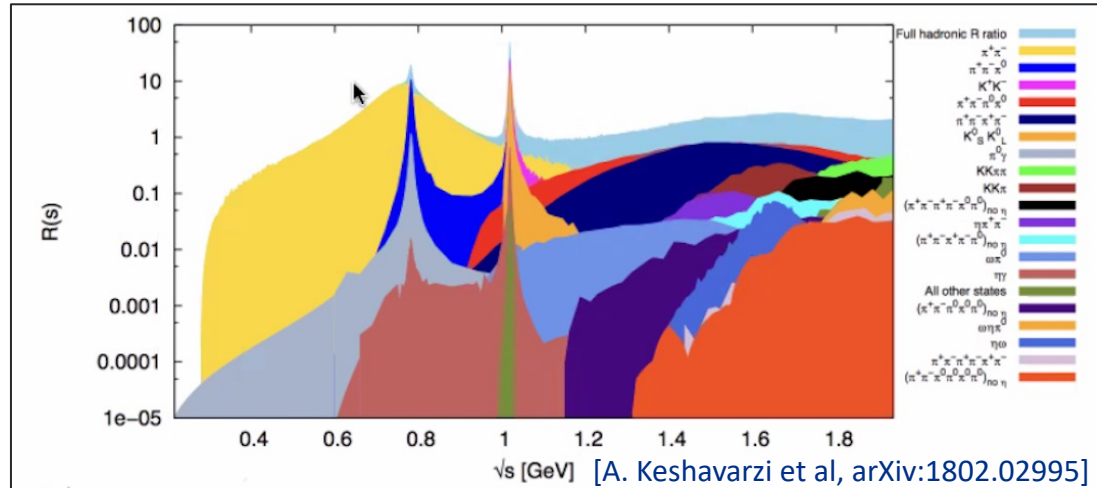 100
10
1
0.1
0.01
0.001
0.0001
1e-05
R(s)
0.4 0.6 0.8 1 1.2 1.4 1.6 1.8
√s [GeV]
[A. Keshavarzi et al, arXiv:1802.02995]
Full hadronic R ratio
π⁺π⁻
π⁺π⁻π⁰
K⁺K⁻
π⁺π⁻π⁰π⁰
π⁺π⁻π⁺π⁻
K⁰_S K⁰_L
π⁰γ
KKππ
KKπ
(π⁺π⁻π⁺π⁻π⁰π⁰)no η
ηπ⁺π⁻
(π⁺π⁻π⁺π⁻π⁰)no η
ωπ⁰
ηγ
All other states
(π⁺π⁻π⁰π⁰π⁰)no η
ωηπ⁰
ηω
π⁺π⁻π⁺π⁻π⁺π⁻
(π⁺π⁻π⁰π⁰π⁰π⁰)no η